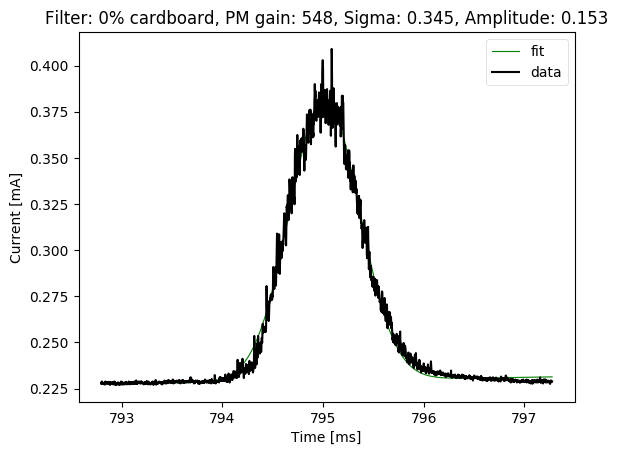 Filter: 0% cardboard, PM gain: 548, Sigma: 0.345, Amplitude: 0.153
fit
data
0.400
0.375
0.350
0.325
0.300
0.275
0.250
0.225
Current [mA]
793 794 795 796 797
Time [ms]